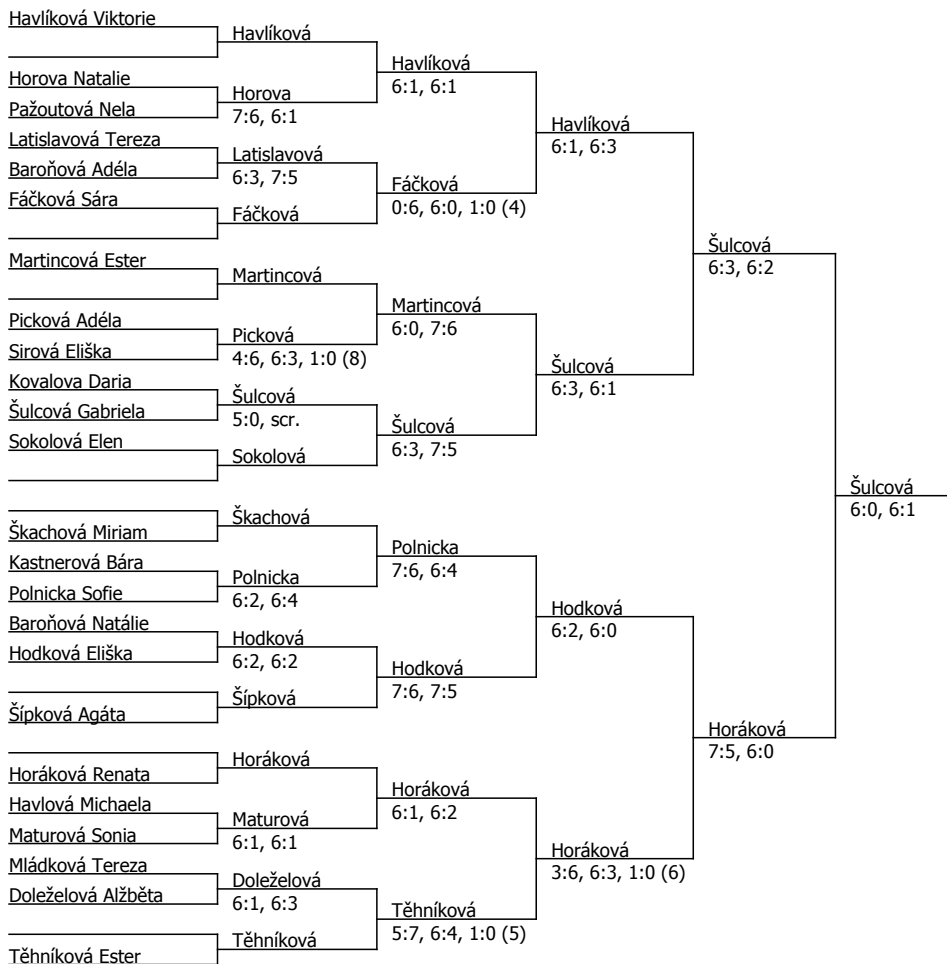 Havlíková Viktorie
Horova Natalie
Pažoutová Nela
Latislavová Tereza
Baroňová Adéla
Fáčková Sára
Martincová Ester
Picková Adéla
Sirová Eliška
Kovalova Daria
Šulcová Gabriela
Sokolová Elen
Škachová Miriam
Kastnerová Bára
Polnicka Sofie
Baroňová Natálie
Hodková Eliška
Šípková Agáta
Horáková Renata
Havlová Michaela
Maturová Sonia
Mládková Tereza
Doleželová Alžběta
Těhníková Ester
Havlíková
Horova
7:6, 6:1
Latislavová
6:3, 7:5
Fáčková
Martincová
Picková
4:6, 6:3, 1:0 (8)
Šulcová
5:0, scr.
Sokolová
Škachová
Polnicka
6:2, 6:4
Hodková
6:2, 6:2
Šípková
Horáková
Maturová
6:1, 6:1
Doleželová
6:1, 6:3
Těhníková
Havlíková
6:1, 6:1
Fáčková
0:6, 6:0, 1:0 (4)
Martincová
6:0, 7:6
Šulcová
6:3, 7:5
Polnicka
7:6, 6:4
Hodková
7:6, 7:5
Horáková
6:1, 6:2
Těhníková
5:7, 6:4, 1:0 (5)
Havlíková
6:1, 6:3
Šulcová
6:3, 6:1
Hodková
6:2, 6:0
Horáková
3:6, 6:3, 1:0 (6)
Šulcová
6:3, 6:2
Horáková
7:5, 6:0
Šulcová
6:0, 6:1